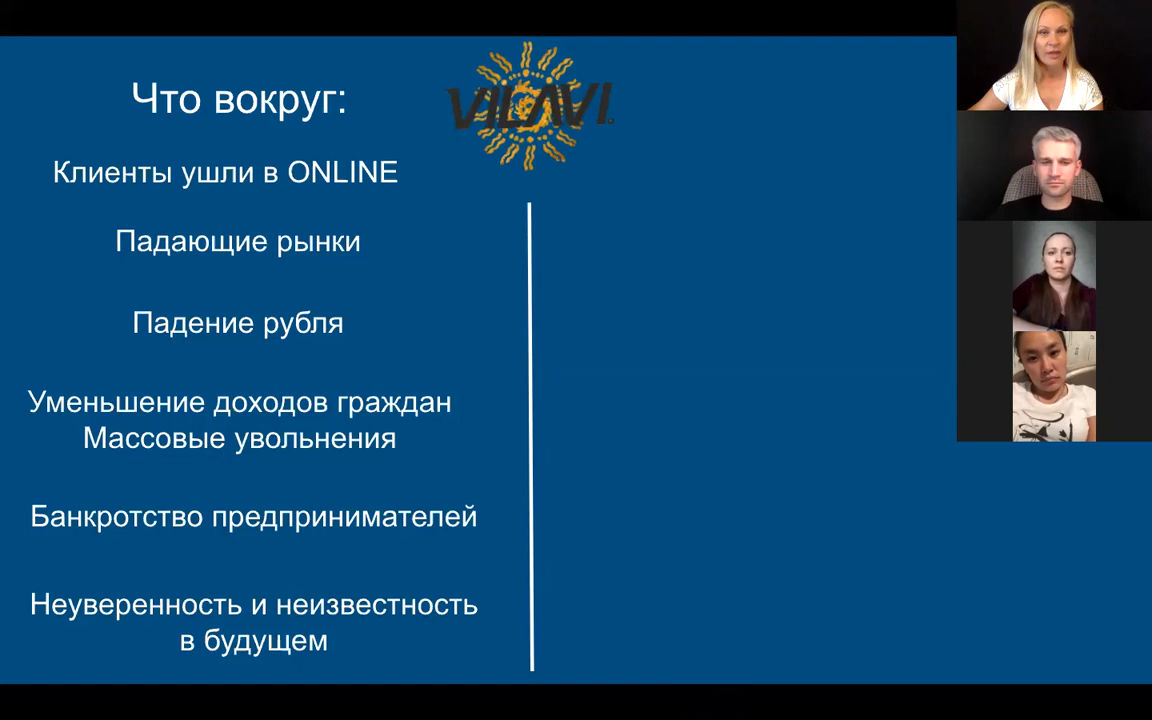 Что вокруг:
VILAVI.
Клиенты ушли в ONLINE
Падающие рынки
Падение рубля
Уменьшение доходов граждан
Массовые увольнения
Банкротство предпринимателей
Неуверенность и неизвестность
в будущем